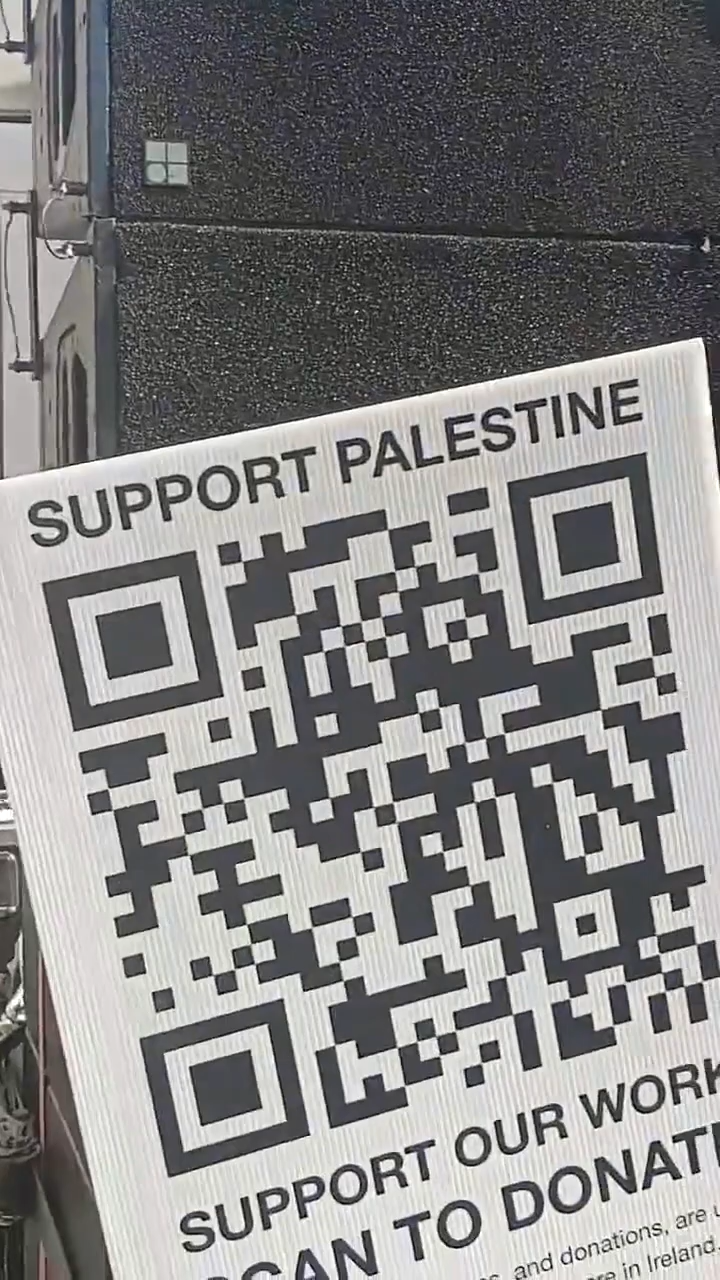 SUPPORT PALESTINE
SUPPORT OUR WORK
SCAN TO DONATE
and donations, are
in Ireland.